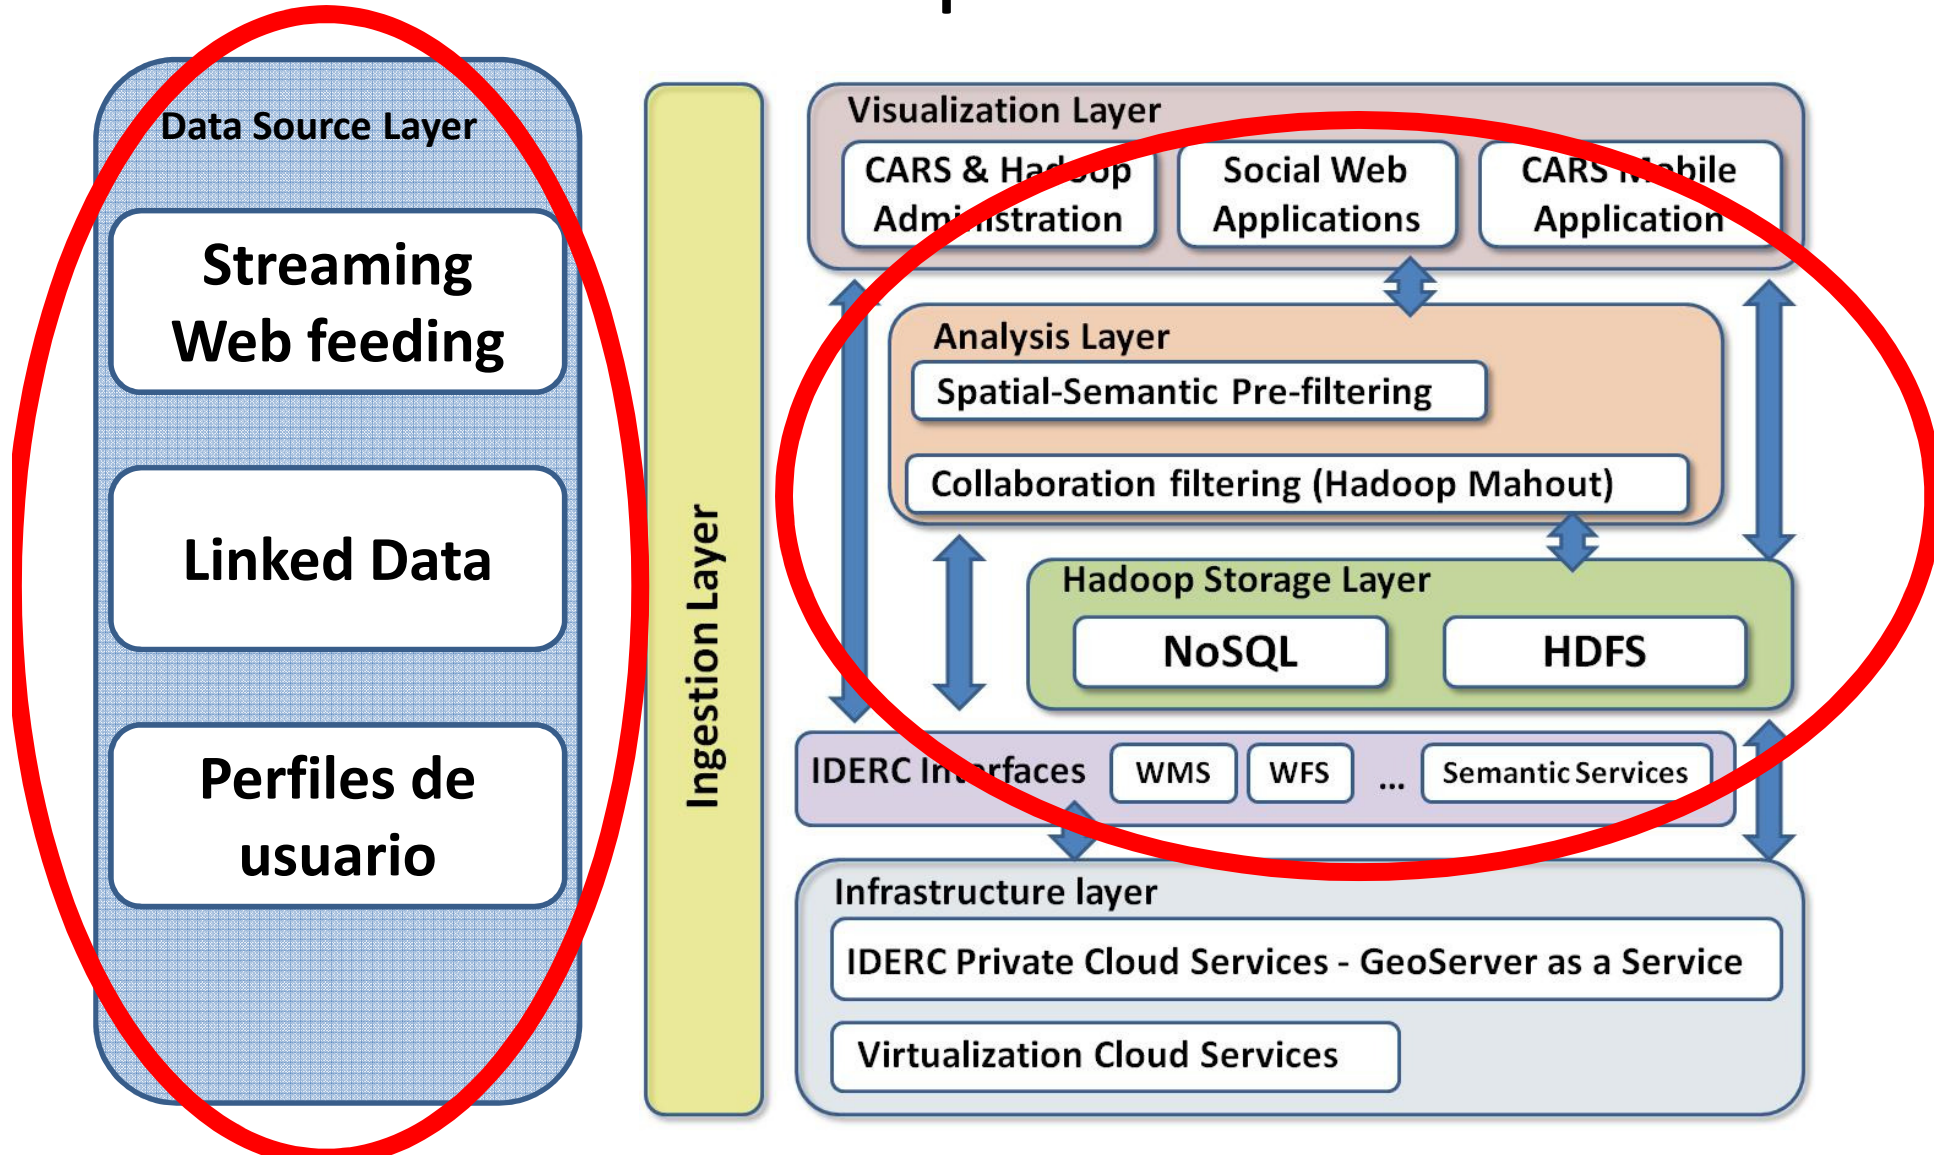 Data Source Layer
Streaming
Web feeding
Linked Data
Perfiles de
usuario
Ingestion Layer
Visualization Layer
CARS & Hadoop
Administration
Social Web
Applications
CARS Mobile
Application
Analysis Layer
Spatial-Semantic Pre-filtering
Collaboration filtering (Hadoop Mahout)
Hadoop Storage Layer
NoSQL
HDFS
IDERC Interfaces
WMS
WFS
...
Semantic Services
Infrastructure layer
IDERC Private Cloud Services - GeoServer as a Service
Virtualization Cloud Services